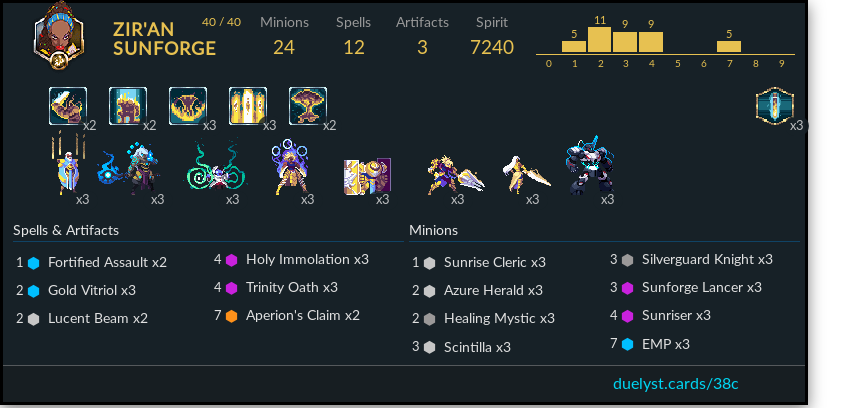 ZIR'AN
SUNFORGE
40 / 40
Minions
24
Spells
12
Artifacts
3
Spirit
7240
5 11 9 9 5
0 1 2 3 4 5 6 7 8 9
x2 x2 x3 x3 x2 x3
x3 x3 x3 x3 x3 x3 x3 x3
Spells & Artifacts
1 Fortified Assault x2
2 Gold Vitriol x3
2 Lucent Beam x2
4 Holy Immolation x3
4 Trinity Oath x3
7 Aperion's Claim x2
Minions
1 Sunrise Cleric x3
2 Azure Herald x3
2 Healing Mystic x3
3 Scintilla x3
3 Silverguard Knight x3
3 Sunforge Lancer x3
4 Sunriser x3
7 EMP x3
duelyst.cards/38c